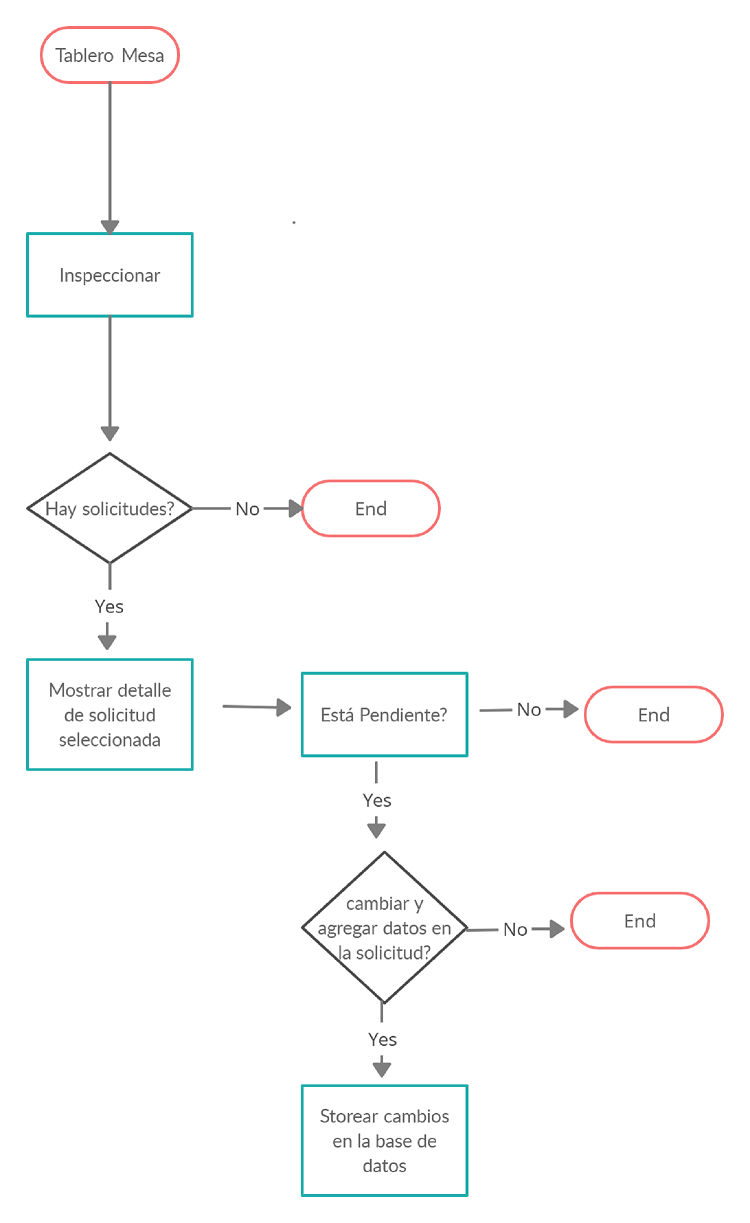 Tablero Mesa
Inspeccionar
Hay solicitudes?
No
End
Yes
Mostrar detalle
de solicitud
seleccionada
Está Pendiente?
No
End
Yes
cambiar y
agregar datos en
la solicitud?
No
End
Yes
Storear cambios
en la base de
datos